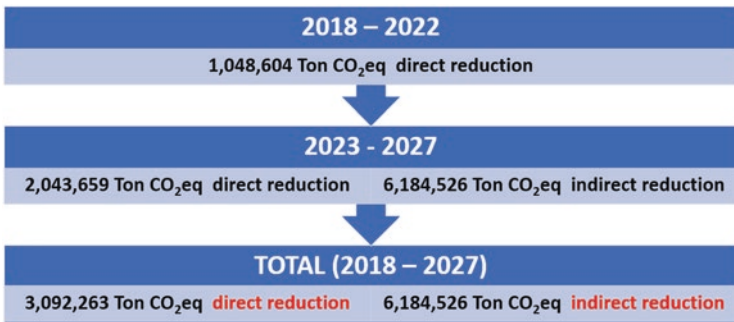 2018 – 2022
1,048,604 Ton CO₂eq direct reduction
2023 - 2027
2,043,659 Ton CO₂eq direct reduction 6,184,526 Ton CO₂eq indirect reduction
TOTAL (2018 – 2027)
3,092,263 Ton CO₂eq direct reduction 6,184,526 Ton CO₂eq indirect reduction